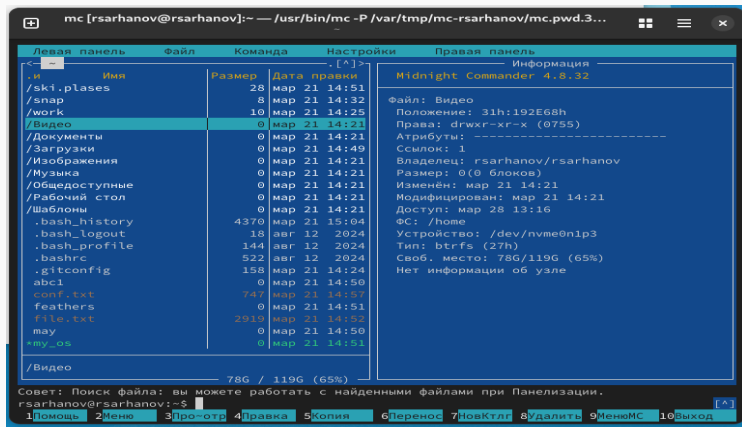 mc [rsarhanov@rsarhanov]:~ — /usr/bin/mc -P /var/tmp/mc-rsarhanov/mc.pwd.3...
~
Левая панель Файл Команда Настройки Правая панель
<─ ~ ─.[^]>
.и Имя Размер Дата правки
/ski.plases 28 мар 21 14:51
/snap 8 мар 21 14:32
/work 10 мар 21 14:25
/Видео 0 мар 21 14:21
/Документы 0 мар 21 14:21
/Загрузки 0 мар 21 14:49
/Изображения 0 мар 21 14:21
/Музыка 0 мар 21 14:21
/Общедоступные 0 мар 21 14:21
/Рабочий стол 0 мар 21 14:21
/Шаблоны 0 мар 21 14:21
.bash_history 4370 мар 21 15:04
.bash_logout 18 авг 12 2024
.bash_profile 144 авг 12 2024
.bashrc 522 авг 12 2024
.gitconfig 158 мар 21 14:24
abc1 0 мар 21 14:50
conf.txt 747 мар 21 14:57
feathers 0 мар 21 14:51
file.txt 2919 мар 21 14:52
may 0 мар 21 14:50
*my_os 0 мар 21 14:51
/Видео
78G / 119G (65%)
Информация
Midnight Commander 4.8.32
Файл: Видео
Положение: 31h:192E68h
Права: drwxr-xr-x (0755)
Атрибуты: -------------------------
Ссылок: 1
Владелец: rsarhanov/rsarhanov
Размер: 0(0 блоков)
Изменён: мар 21 14:21
Модифицирован: мар 21 14:21
Доступ: мар 28 13:16
ФС: /home
Устройство: /dev/nvme0n1p3
Тип: btrfs (27h)
Своб. место: 78G/119G (65%)
Нет информации об узле
Совет: Поиск файла: вы можете работать с найденными файлами при Панелизации.
rsarhanov@rsarhanov:~$ [^]
1Помощь 2Меню 3Про~отр 4Правка 5Копия 6Перенос 7НовКтлг 8Удалить 9МенюMC 10Выход